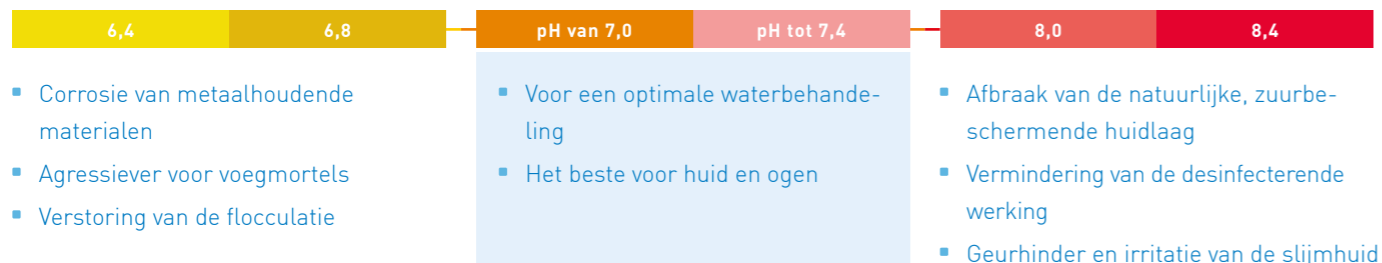 6,4 6,8 pH van 7,0 pH tot 7,4 8,0 8,4
Corrosie van metaalhoudende
materialen
Agressiever voor voegmortels
Verstoring van de flocculatie
Voor een optimale waterbehande-
ling
Het beste voor huid en ogen
Afbraak van de natuurlijke, zuurbe-
schermende huidlaag
Vermindering van de desinfecterende
werking
Geurhinder en irritatie van de slijmhuid